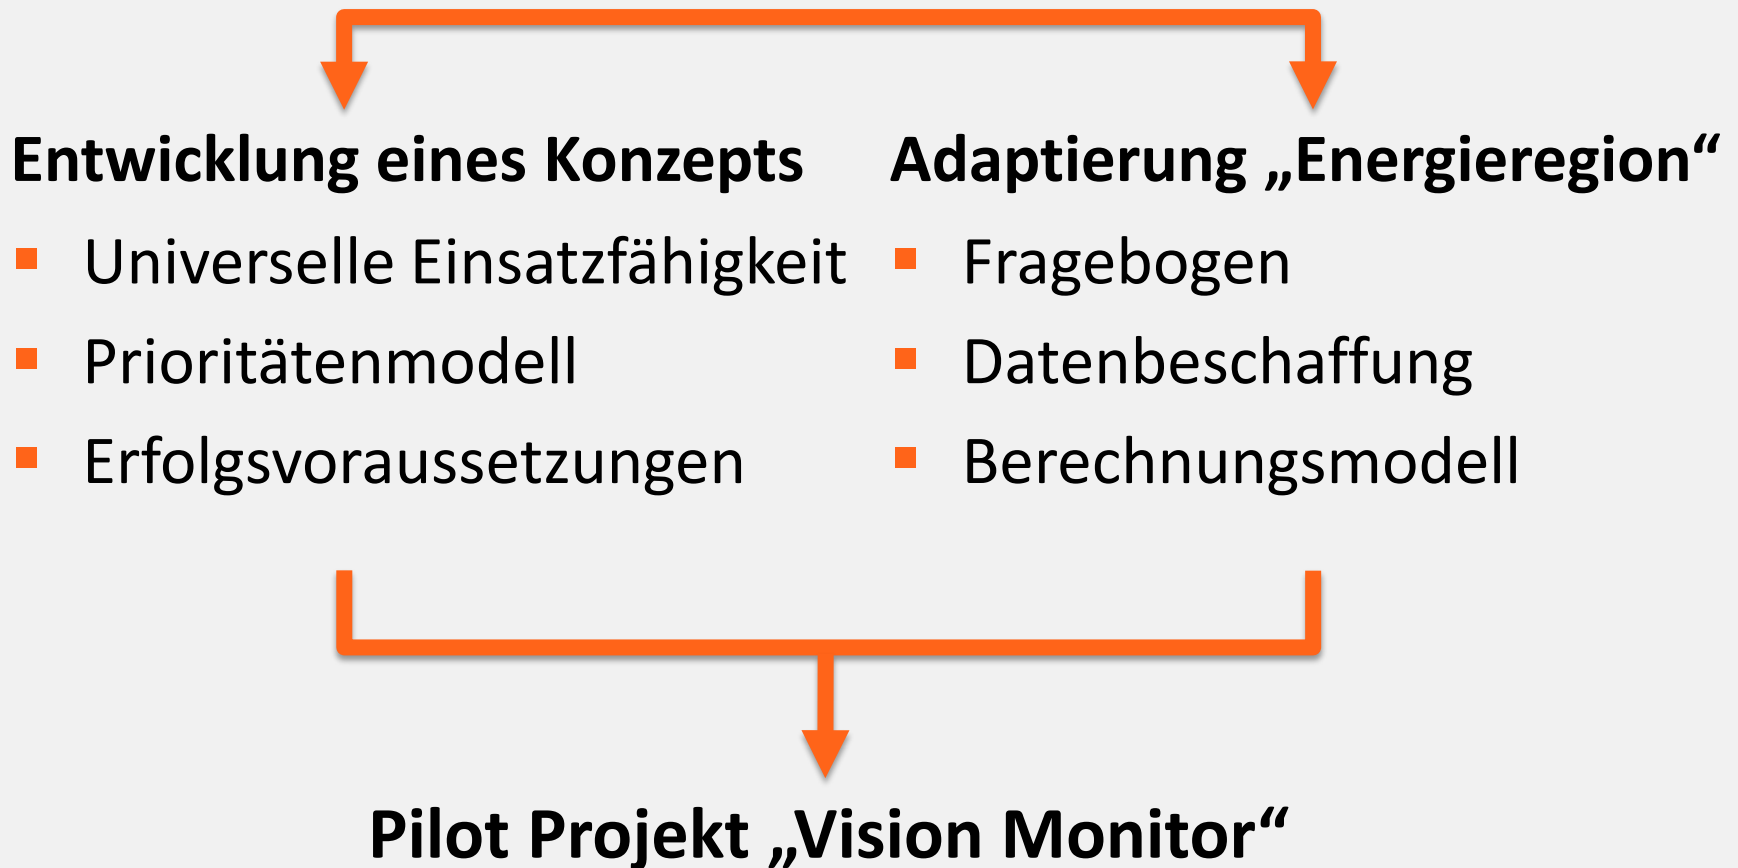 Entwicklung eines Konzepts
Universelle Einsatzfähigkeit
Prioritätenmodell
Erfolgsvoraussetzungen
Adaptierung „Energieregion“
Fragebogen
Datenbeschaffung
Berechnungsmodell
Pilot Projekt „Vision Monitor“